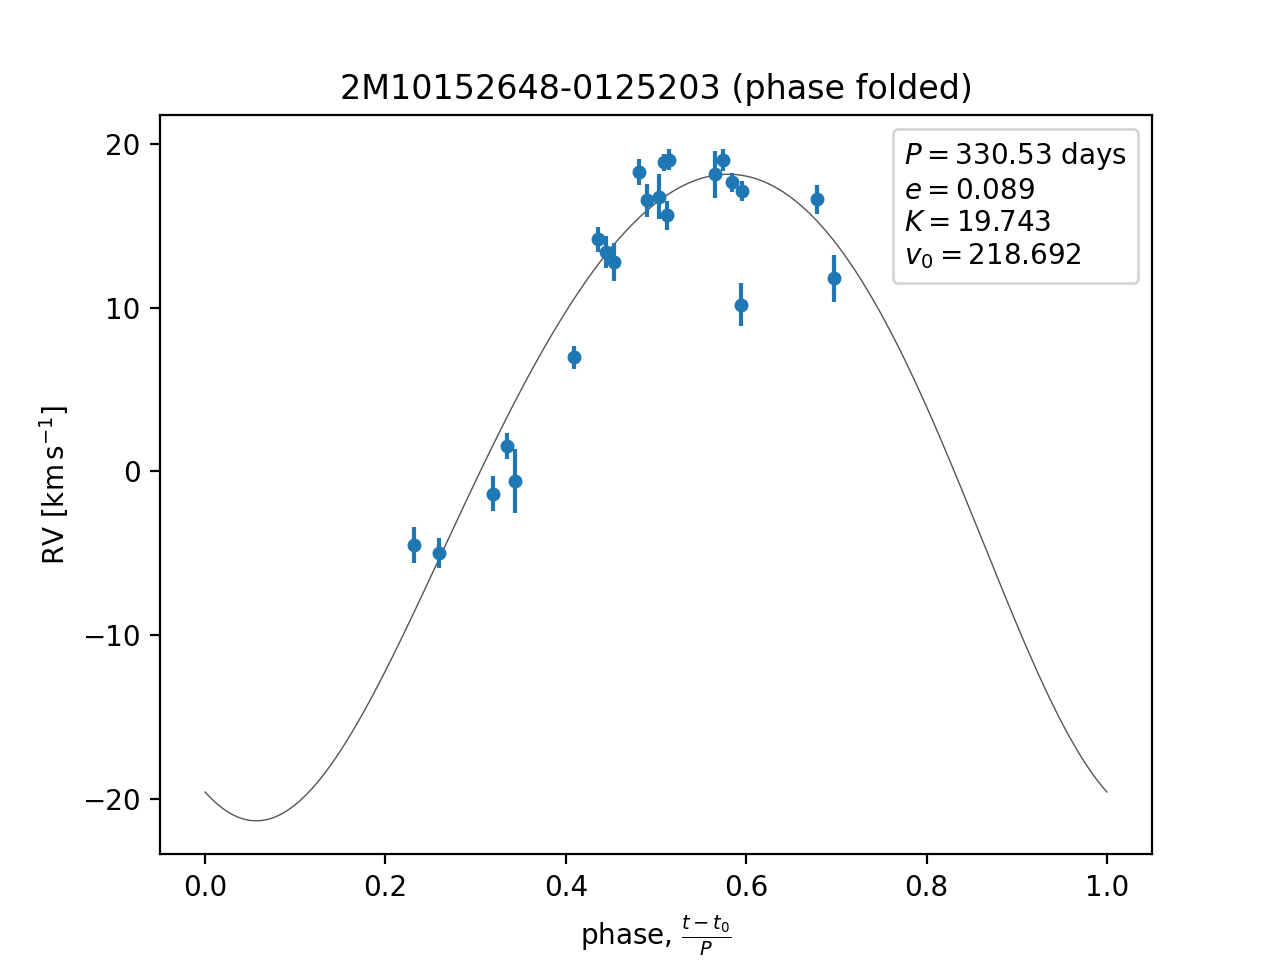 2M10152648-0125203 (phase folded)
P = 330.53 days
e = 0.089
K = 19.743
v₀ = 218.692
20
10
0
−10
−20
RV [km s⁻¹]
0.0 0.2 0.4 0.6 0.8 1.0
phase, (t − t₀)/P